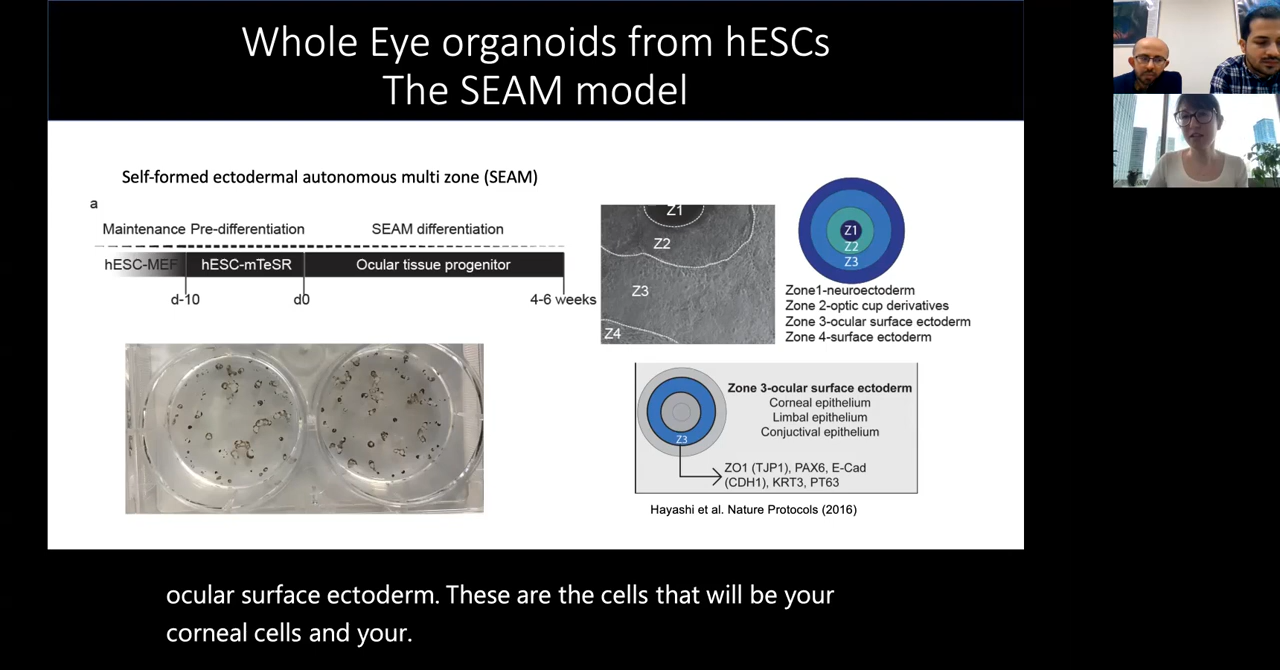 Whole Eye organoids from hESCs
The SEAM model
Self-formed ectodermal autonomous multi zone (SEAM)
a
Maintenance Pre-differentiation SEAM differentiation
hESC-MEF hESC-mTeSR Ocular tissue progenitor
d-10 d0 4-6 weeks
Z1
Z2
Z3
Z4
Z1
Z2
Z3
Zone1-neuroectoderm
Zone 2-optic cup derivatives
Zone 3-ocular surface ectoderm
Zone 4-surface ectoderm
Zone 3-ocular surface ectoderm
Corneal epithelium
Limbal epithelium
Conjuctival epithelium
Z3
ZO1 (TJP1), PAX6, E-Cad
(CDH1), KRT3, PT63
Hayashi et al. Nature Protocols (2016)
ocular surface ectoderm. These are the cells that will be your
corneal cells and your.